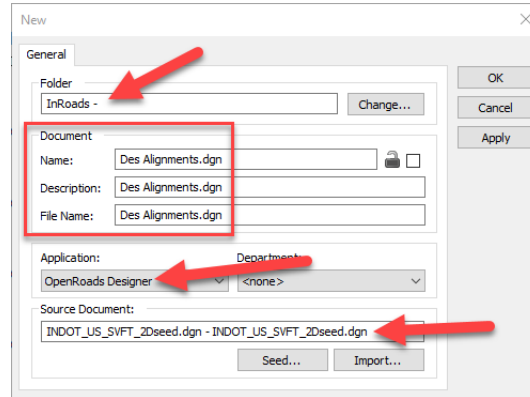 New
General
Folder
InRoads -
Change...
OK
Cancel
Apply
Document
Name:
Des Alignments.dgn
Description:
Des Alignments.dgn
File Name:
Des Alignments.dgn
Application:
Department:
OpenRoads Designer
<none>
Source Document:
INDOT_US_SVFT_2Dseed.dgn - INDOT_US_SVFT_2Dseed.dgn
Seed...
Import...